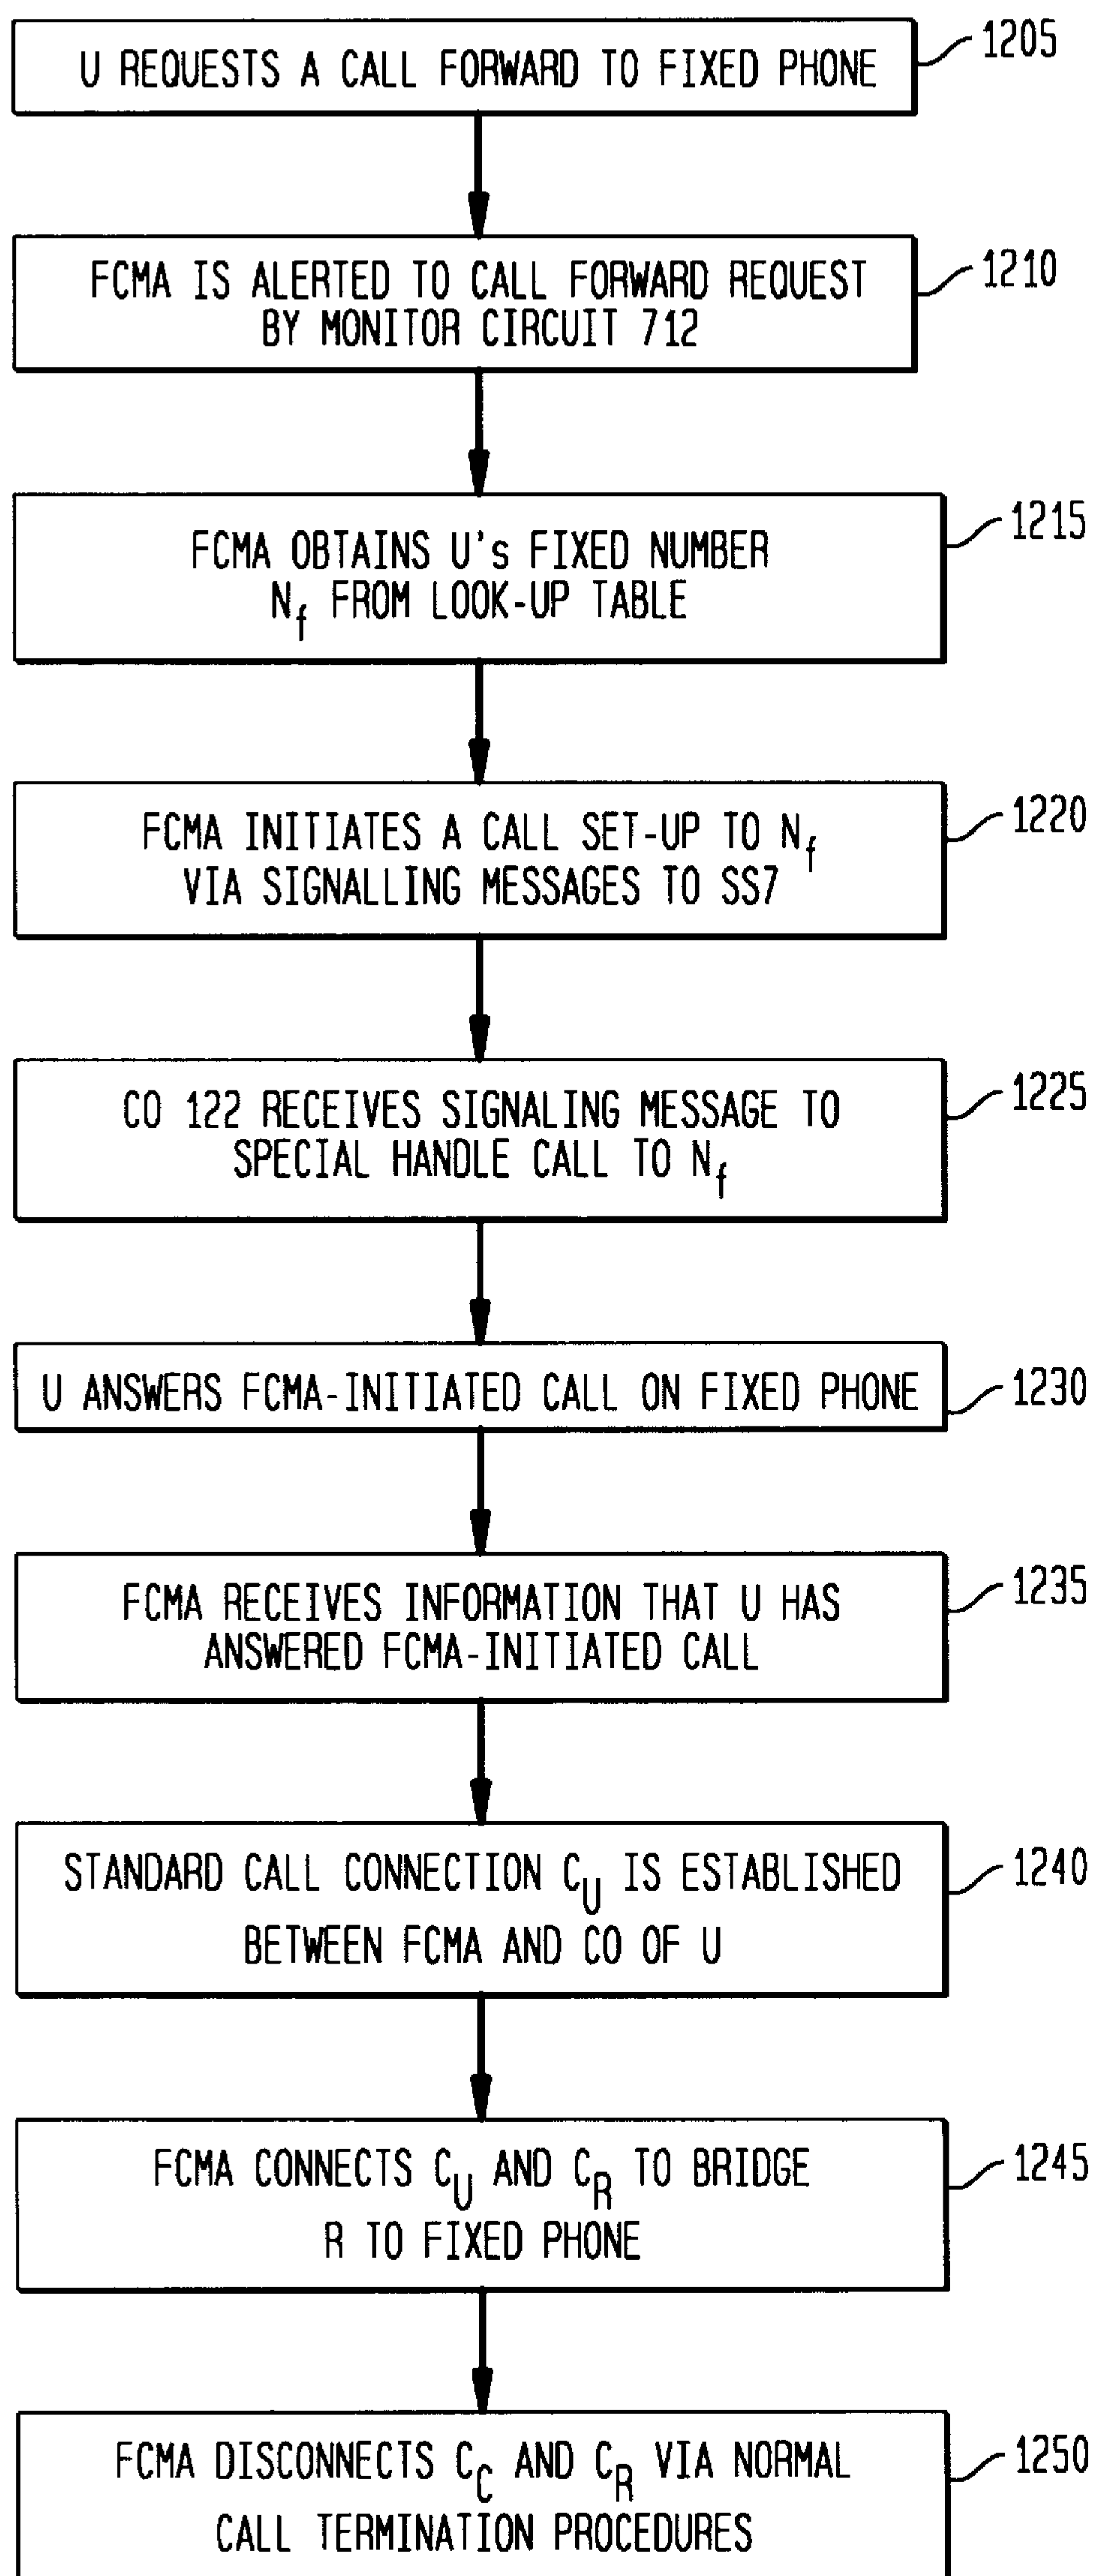 U REQUESTS A CALL FORWARD TO FIXED PHONE
1205
FCMA IS ALERTED TO CALL FORWARD REQUEST
BY MONITOR CIRCUIT 712
1210
FCMA OBTAINS U's FIXED NUMBER
Nf FROM LOOK-UP TABLE
1215
FCMA INITIATES A CALL SET-UP TO Nf
VIA SIGNALLING MESSAGES TO SS7
1220
CO 122 RECEIVES SIGNALING MESSAGE TO
SPECIAL HANDLE CALL TO Nf
1225
U ANSWERS FCMA-INITIATED CALL ON FIXED PHONE
1230
FCMA RECEIVES INFORMATION THAT U HAS
ANSWERED FCMA-INITIATED CALL
1235
STANDARD CALL CONNECTION CU IS ESTABLISHED
BETWEEN FCMA AND CO OF U
1240
FCMA CONNECTS CU AND CR TO BRIDGE
R TO FIXED PHONE
1245
FCMA DISCONNECTS CC AND CR VIA NORMAL
CALL TERMINATION PROCEDURES
1250